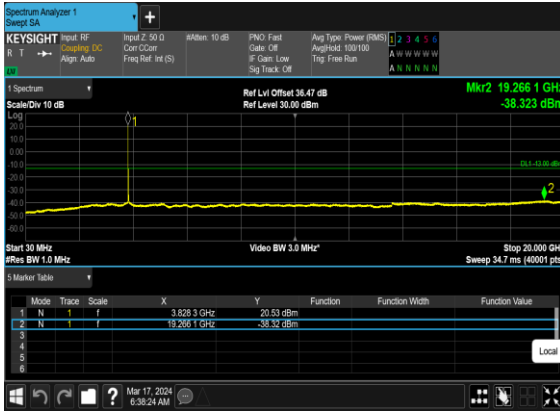 Spectrum Analyzer 1
Swept SA
+
KEYSIGHT Input: RF Input Z: 50 Ω #Atten: 10 dB PNO: Fast Avg Type: Power (RMS) 1 2 3 4 5 6
R T Coupling: DC Corr CCorr Gate: Off Avg|Hold: 100/100 A W W W W W
Align: Auto Freq Ref: Int (S) IF Gain: Low Trig: Free Run
Sig Track: Off A N N N N N
1 Spectrum
Scale/Div 10 dB
Ref Lvl Offset 36.47 dB
Ref Level 30.00 dBm
Mkr2 19.266 1 GHz
-38.323 dBm
Log
20.0
10.0
0.00
-10.0
-20.0
-30.0
-40.0
-50.0
-60.0
1
DL1 -13.00 dBm
2
Start 30 MHz Video BW 3.0 MHz* Stop 20.000 GHz
#Res BW 1.0 MHz Sweep 34.7 ms (40001 pts)
5 Marker Table
Mode Trace Scale X Y Function Function Width Function Value
1 N 1 f 3.828 3 GHz 20.53 dBm
2 N 1 f 19.266 1 GHz -38.32 dBm
3
4
5
6
Local
?
Mar 17, 2024
6:38:24 AM